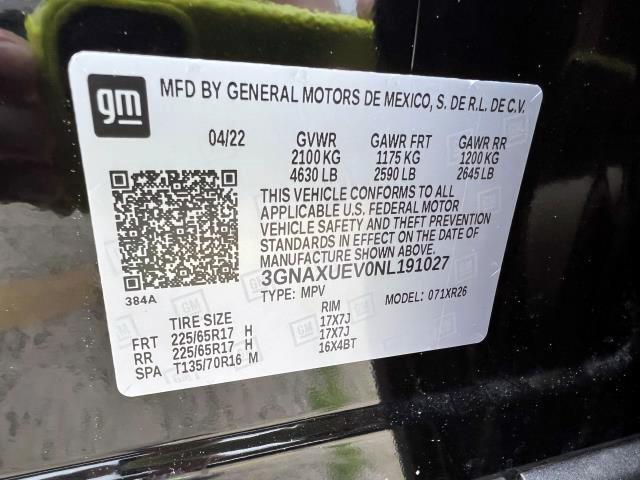 gm
MFD BY GENERAL MOTORS DE MEXICO, S. DE R.L. DE C.V.
04/22 GVWR GAWR FRT GAWR RR
2100 KG 1175 KG 1200 KG
4630 LB 2590 LB 2645 LB
THIS VEHICLE CONFORMS TO ALL
APPLICABLE U.S. FEDERAL MOTOR
VEHICLE SAFETY AND THEFT PREVENTION
STANDARDS IN EFFECT ON THE DATE OF
MANUFACTURE SHOWN ABOVE.
3GNAXUEV0NL191027
384A
TYPE: MPV MODEL: 071XR26
TIRE SIZE RIM
FRT 225/65R17 H 17X7J
RR 225/65R17 H 17X7J
SPA T135/70R16 M 16X4BT